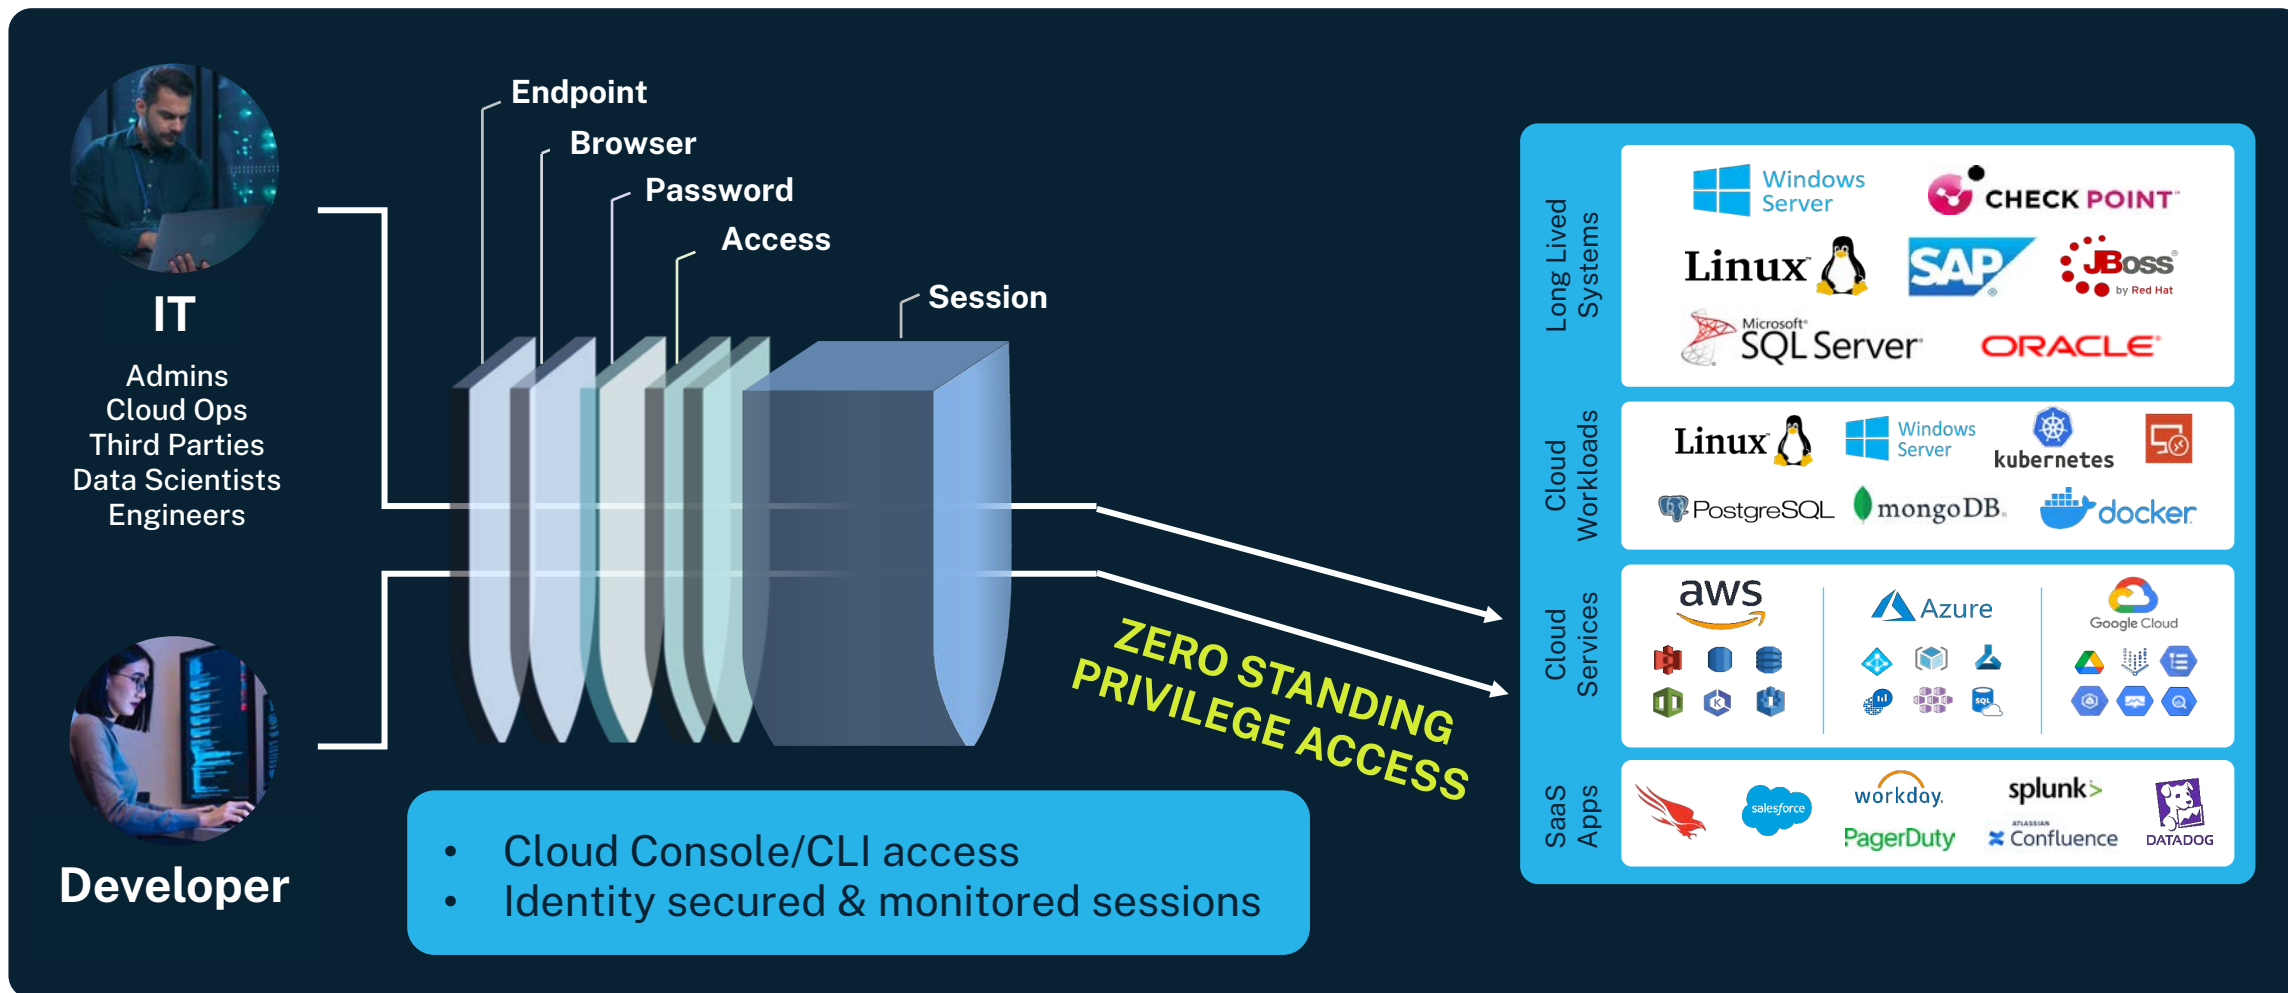 Endpoint
Browser
Password
Access
Session
IT
Admins
Cloud Ops
Third Parties
Data Scientists
Engineers
Developer
ZERO STANDING
PRIVILEGE ACCESS
• Cloud Console/CLI access
• Identity secured & monitored sessions
Long Lived
Systems
Windows
Server
CHECK POINT™
Linux
SAP
JBoss
by Red Hat
Microsoft®
SQL Server®
ORACLE®
Cloud
Workloads
Linux
Windows
Server
kubernetes
PostgreSQL
mongoDB®
docker
Cloud
Services
aws
Azure
Google Cloud
K
SQL
SaaS
Apps
salesforce
workday.
splunk>
PagerDuty
ATLASSIAN
Confluence
DATADOG